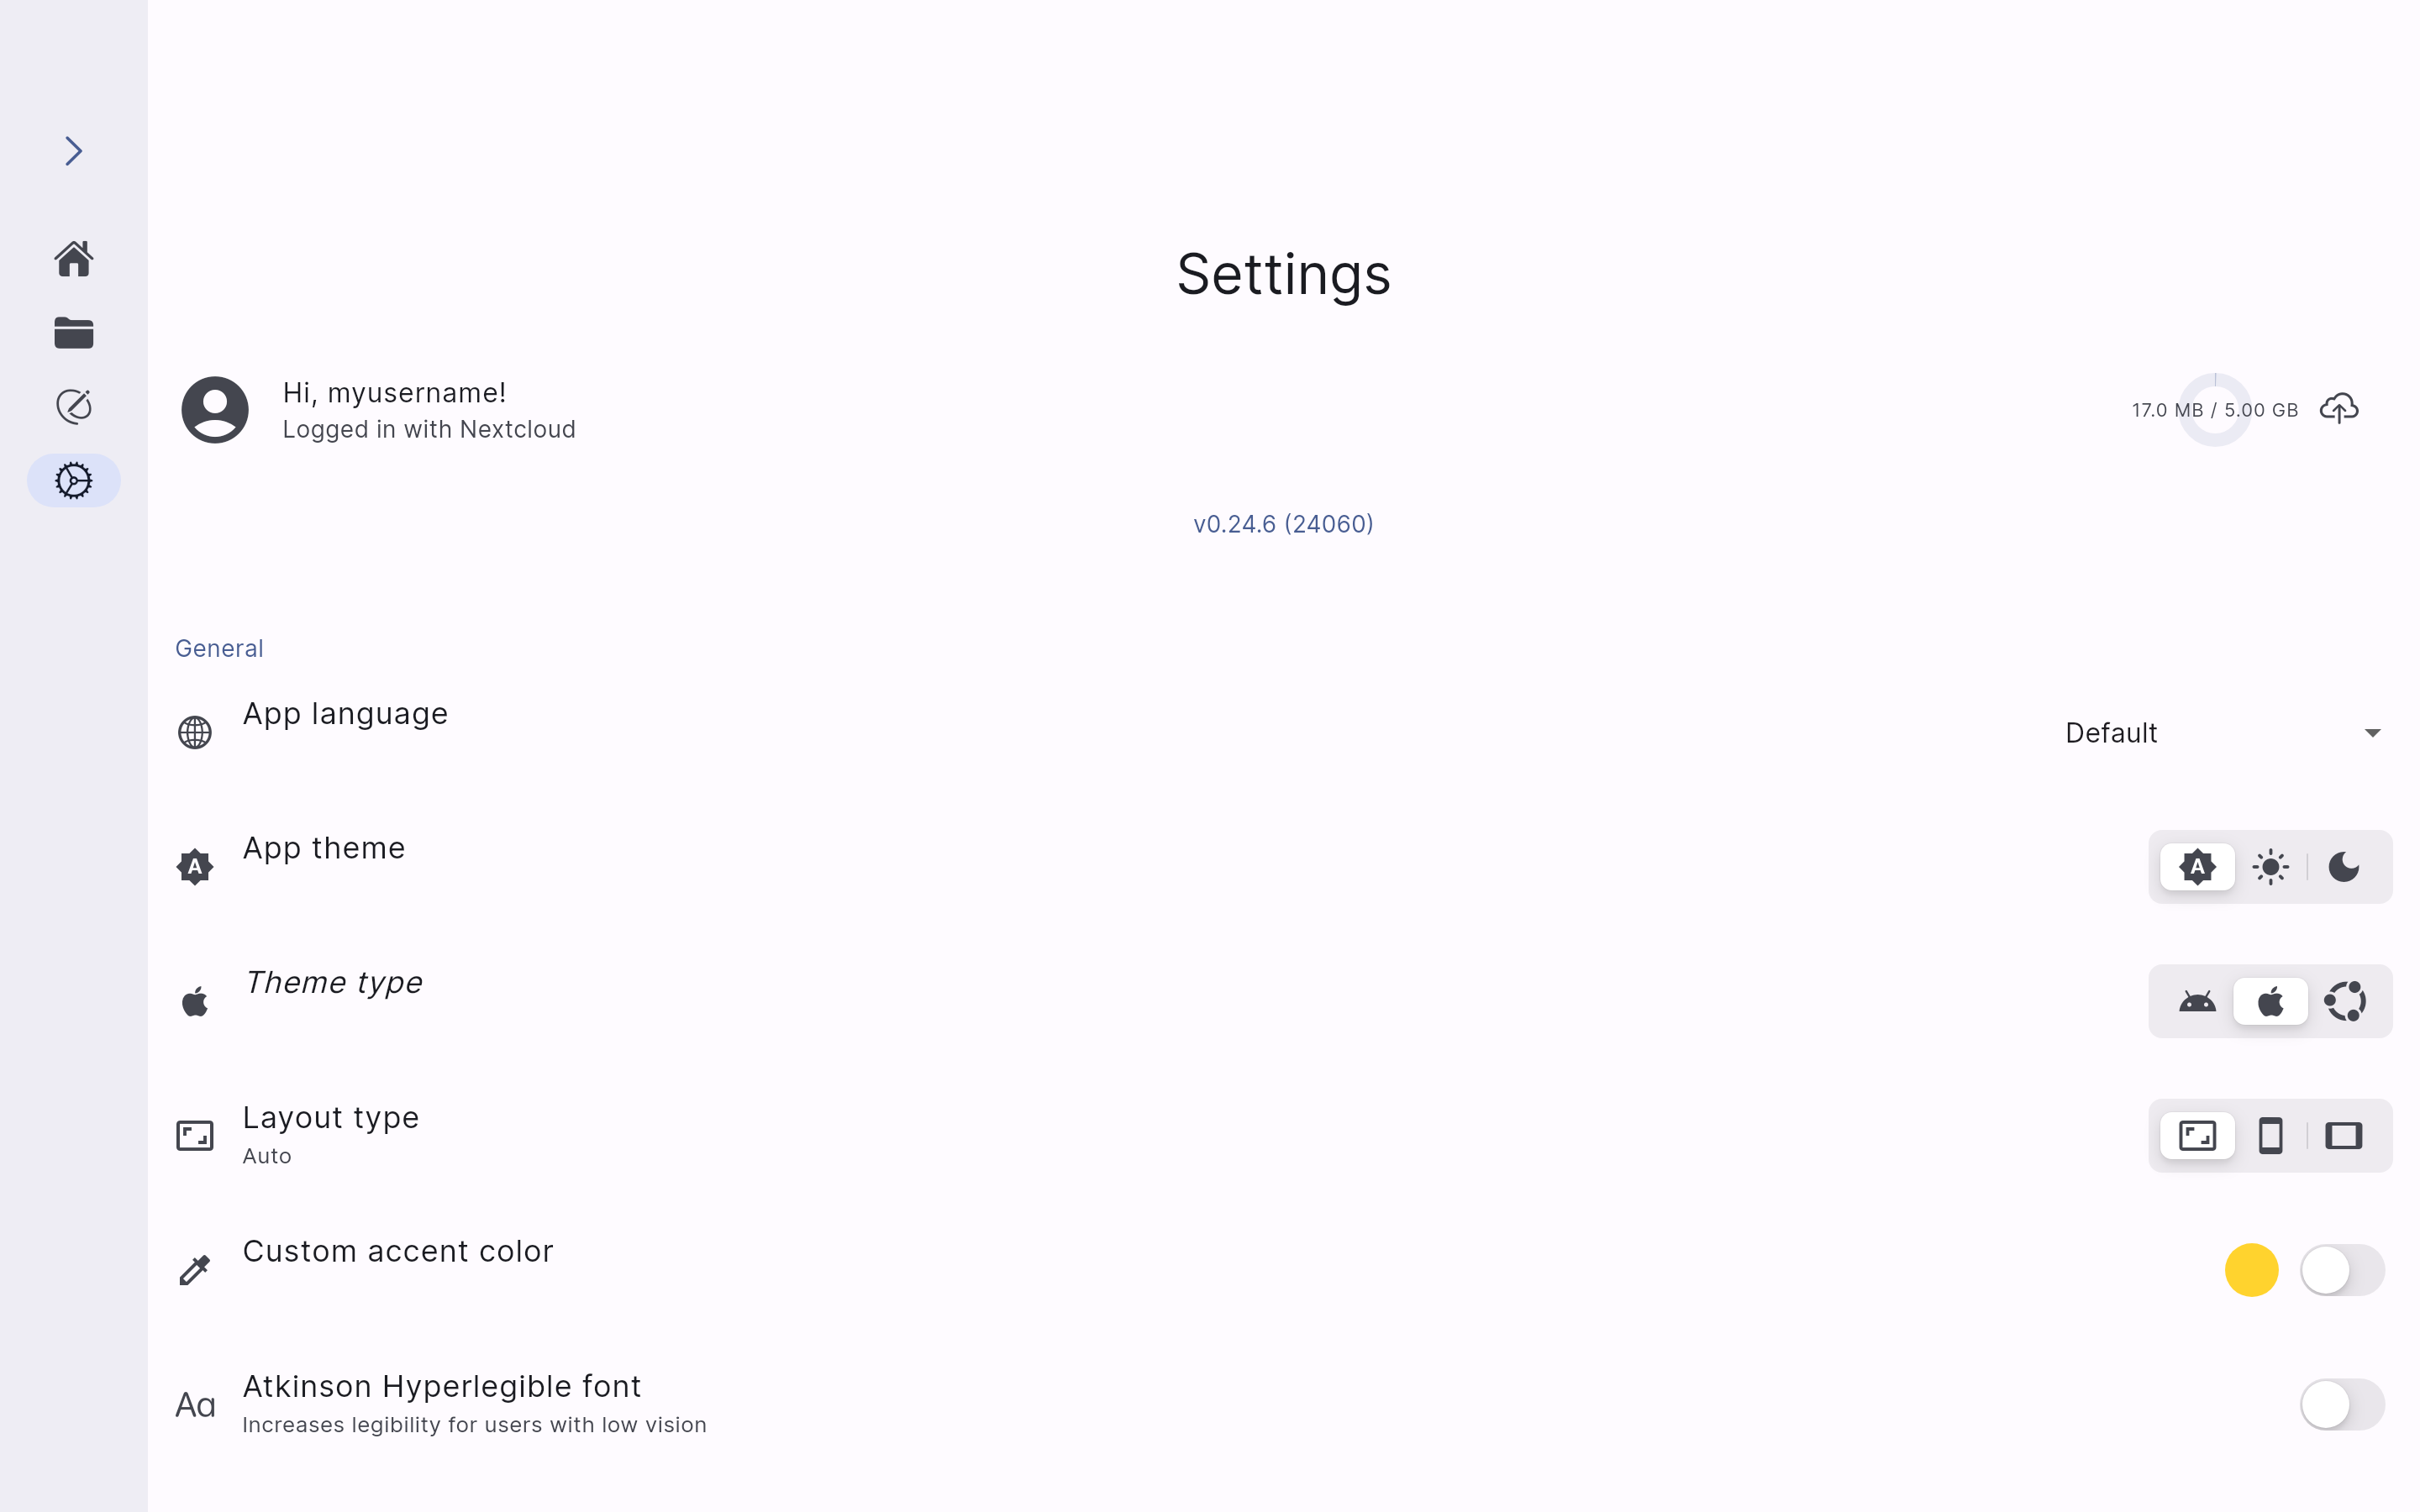 Settings
Hi, myusername!
Logged in with Nextcloud
17.0 MB / 5.00 GB
v0.24.6 (24060)
General
App language
Default
App theme
Theme type
Layout type
Auto
Custom accent color
Atkinson Hyperlegible font
Increases legibility for users with low vision